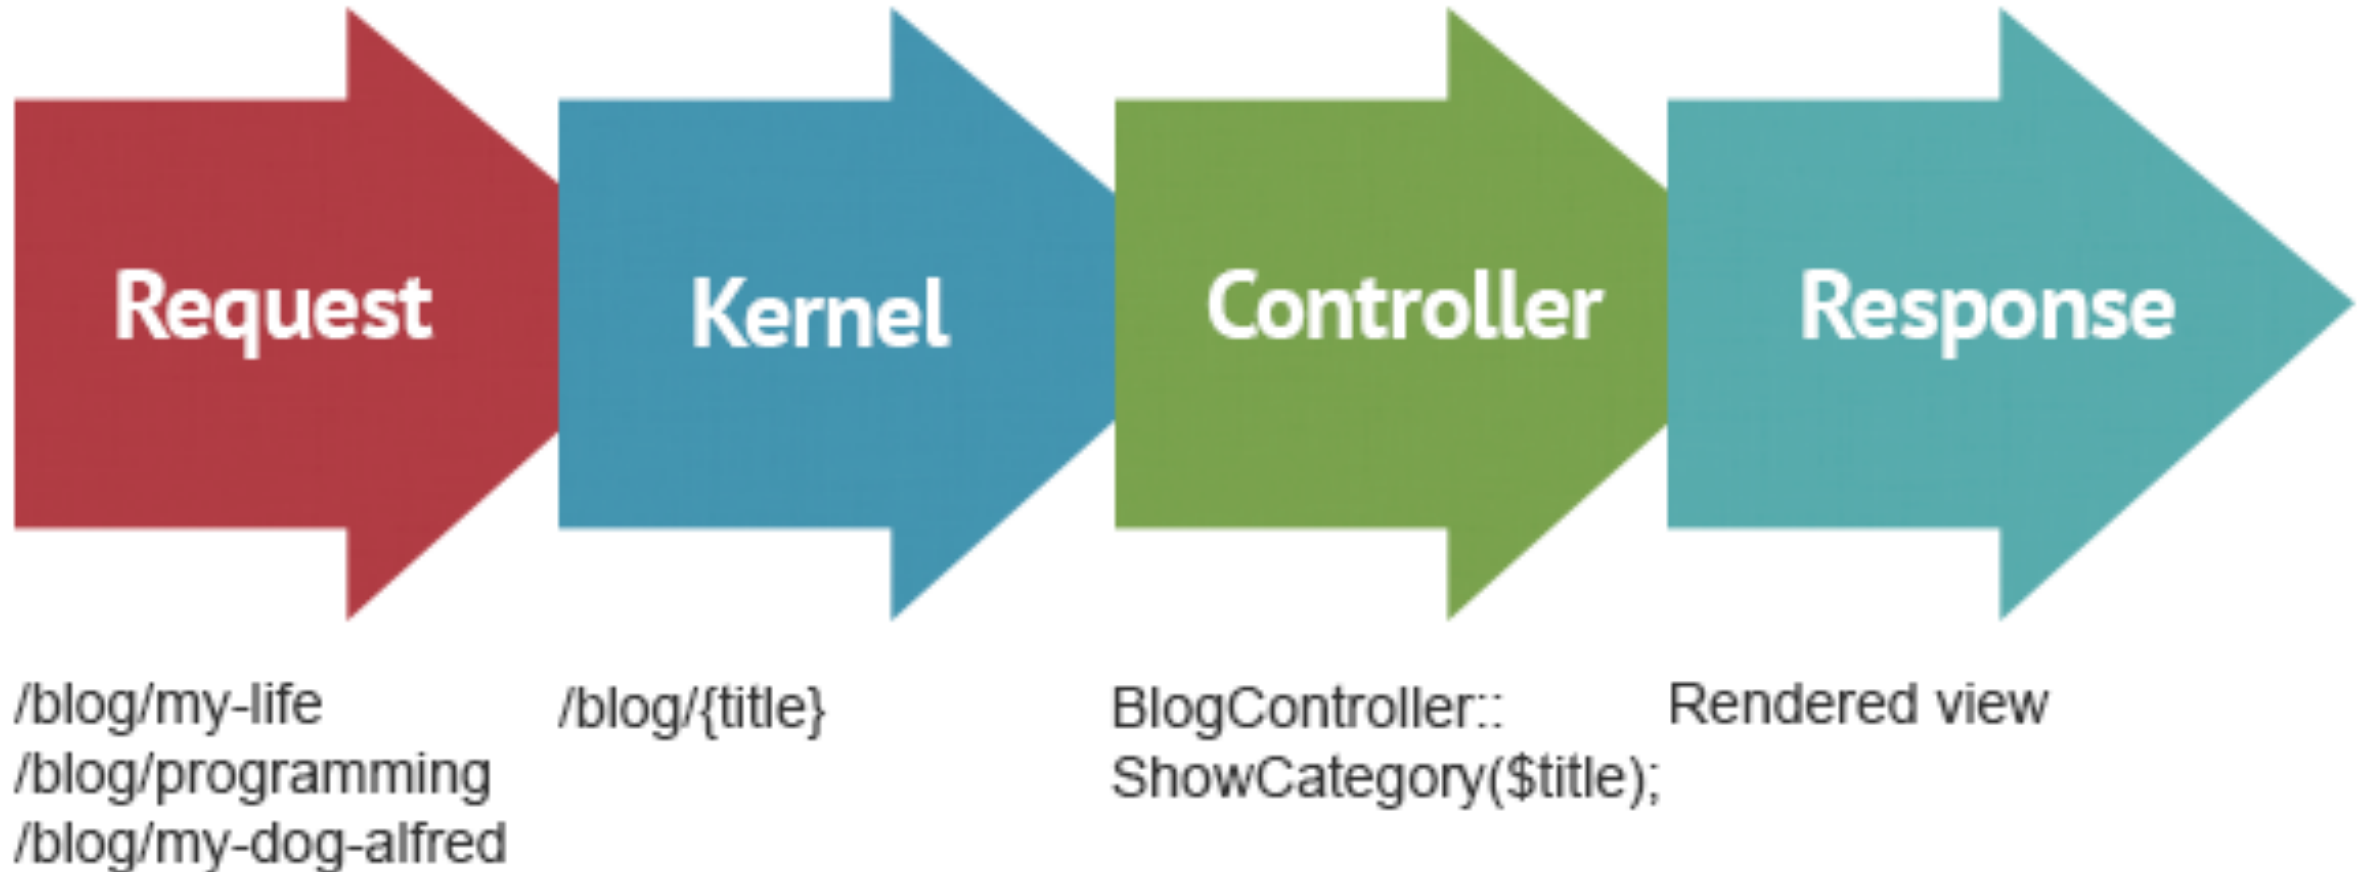 Request
Kernel
Controller
Response
/blog/my-life
/blog/programming
/blog/my-dog-alfred
/blog/{title}
BlogController::
ShowCategory($title);
Rendered view